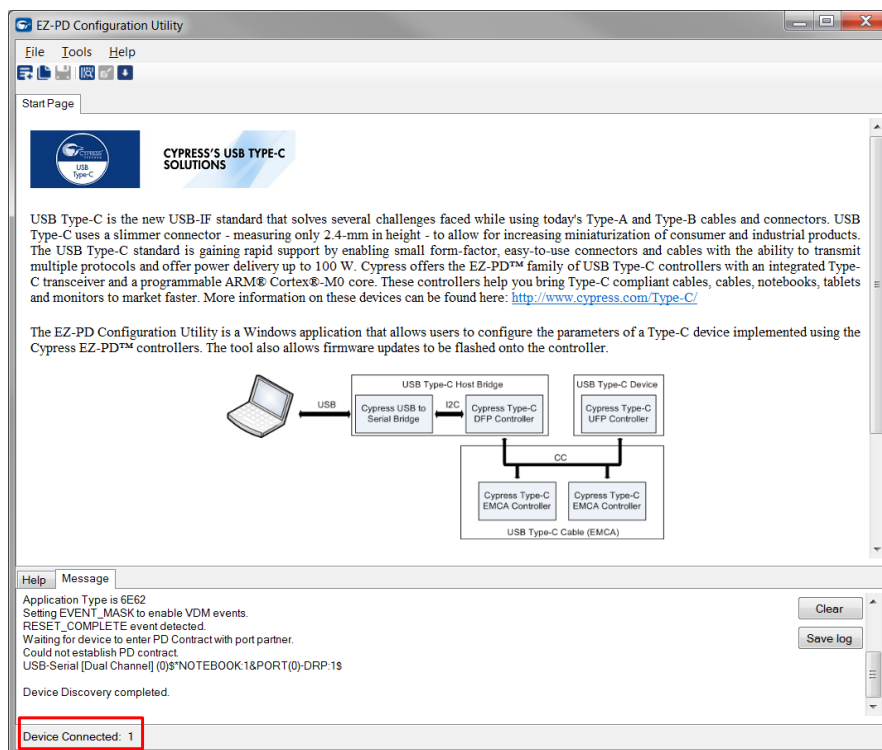 EZ-PD Configuration Utility
File Tools Help
Start Page
CYPRESS
USB
Type-C
CYPRESS'S USB TYPE-C
SOLUTIONS
USB Type-C is the new USB-IF standard that solves several challenges faced while using today's Type-A and Type-B cables and connectors. USB
Type-C uses a slimmer connector - measuring only 2.4-mm in height - to allow for increasing miniaturization of consumer and industrial products.
The USB Type-C standard is gaining rapid support by enabling small form-factor, easy-to-use connectors and cables with the ability to transmit
multiple protocols and offer power delivery up to 100 W. Cypress offers the EZ-PD™ family of USB Type-C controllers with an integrated Type-
C transceiver and a programmable ARM® Cortex®-M0 core. These controllers help you bring Type-C compliant cables, cables, notebooks, tablets
and monitors to market faster. More information on these devices can be found here: http://www.cypress.com/Type-C/
The EZ-PD Configuration Utility is a Windows application that allows users to configure the parameters of a Type-C device implemented using the
Cypress EZ-PD™ controllers. The tool also allows firmware updates to be flashed onto the controller.
USB Type-C Host Bridge
USB Type-C Device
USB
Cypress USB to
Serial Bridge
I2C
Cypress Type-C
DFP Controller
Cypress Type-C
UFP Controller
CC
Cypress Type-C
EMCA Controller
Cypress Type-C
EMCA Controller
USB Type-C Cable (EMCA)
Help Message
Application Type is 6E62
Setting EVENT_MASK to enable VDM events.
RESET_COMPLETE event detected.
Waiting for device to enter PD Contract with port partner.
Could not establish PD contract.
USB-Serial [Dual Channel] (0)$*NOTEBOOK:1&PORT(0)-DRP:1$
Device Discovery completed.
Clear
Save log
Device Connected: 1